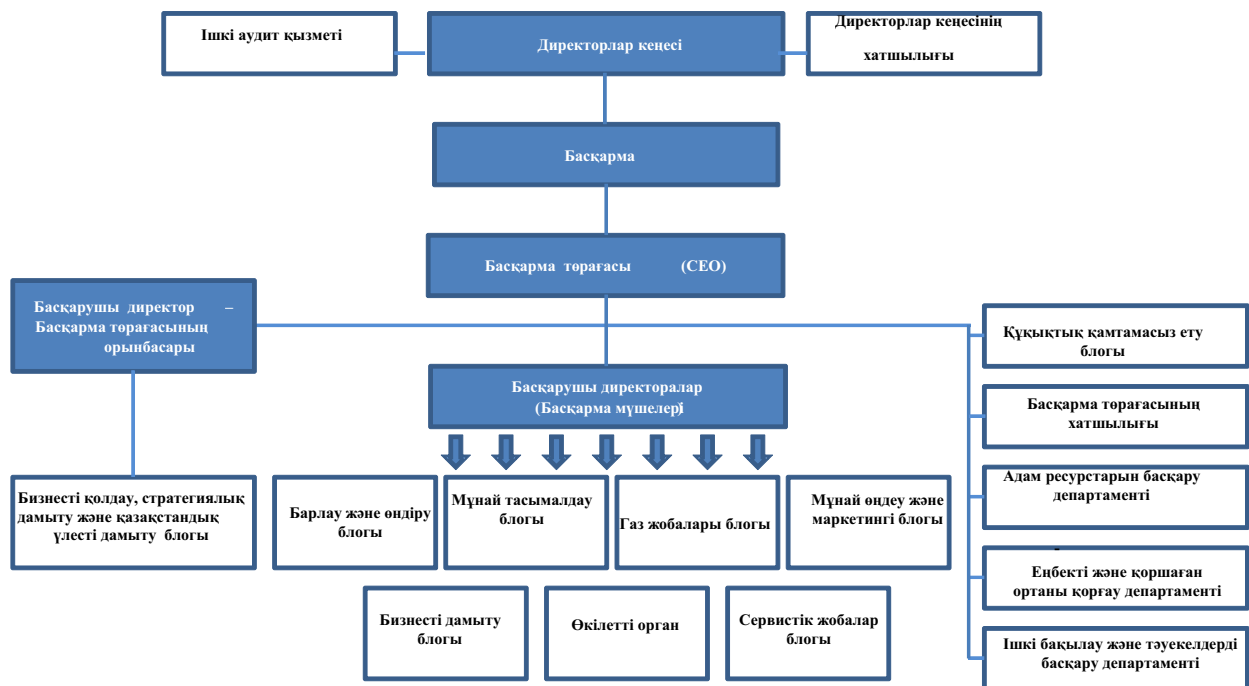 Ішкі аудит қызметі
Директорлар кеңесі
Директорлар кеңесінің
хатшылығы
Басқарма
Басқарма төрағасы (CEO)
Басқарушы директор –
Басқарма төрағасының
орынбасары
Басқарушы директоралар
(Басқарма мүшелері)
Құқықтық қамтамасыз ету
блогы
Басқарма төрағасының
хатшылығы
Адам ресурстарын басқару
департаменті
Еңбекті және қоршаған
ортаны қорғау департаменті
Ішкі бақылау және тәуекелдерді
басқару департаменті
Бизнесті қолдау, стратегиялық
дамыту және қазақстандық
үлесті дамыту блогы
Барлау және өндіру
блогы
Мұнай тасымалдау
блогы
Газ жобалары блогы
Мұнай өңдеу және
маркетингі блогы
Бизнесті дамыту
блогы
Өкілетті орган
Сервистік жобалар
блогы